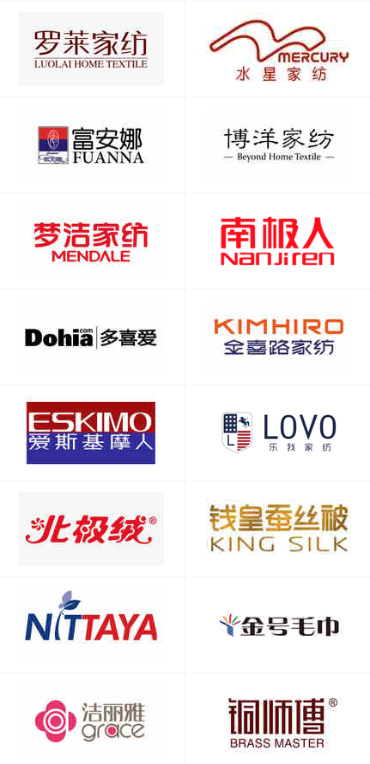 罗莱家纺
LUOLAI HOME TEXTILE
MERCURY
水星家纺
富安娜
FUANNA
博洋家纺
— Beyond Home Textile —
梦洁家纺
MENDALE
南极人
Nanjiren
Dohia.com|多喜爱
KIMHIRO
金喜路家纺
ESKIMO
爱斯基摩人
L LOVO
乐我家纺
北极绒®
钱皇蚕丝被
KING SILK
NITTAYA
金号毛巾
洁丽雅
grace
铜师傅®
BRASS MASTER